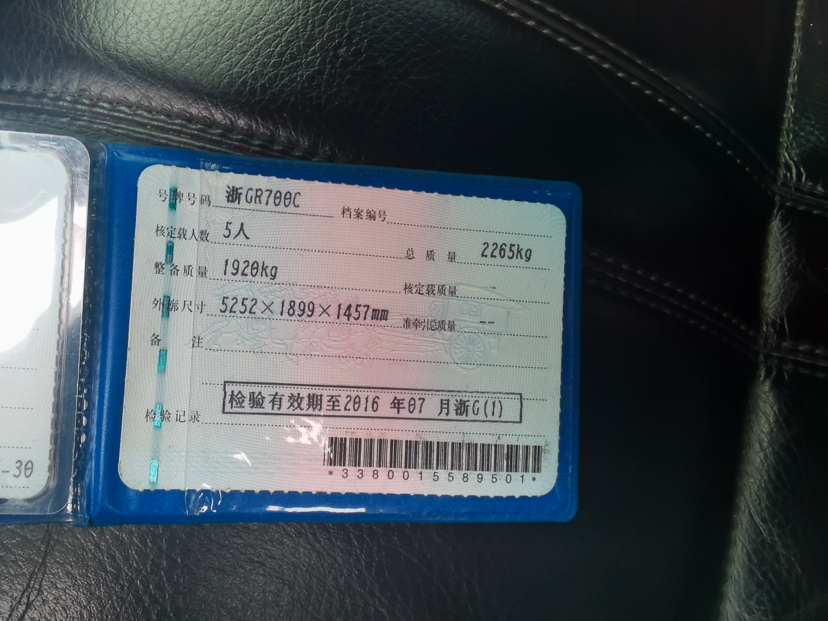 号牌号码 浙GR700C 档案编号
核定载人数 5人 总质量 2265kg
整备质量 1920kg 核定载质量 --
外廓尺寸 5252×1899×1457mm 准牵引总质量 --
备注
检验记录 检验有效期至2016年07月浙G(1)
*3380015589501*
-30